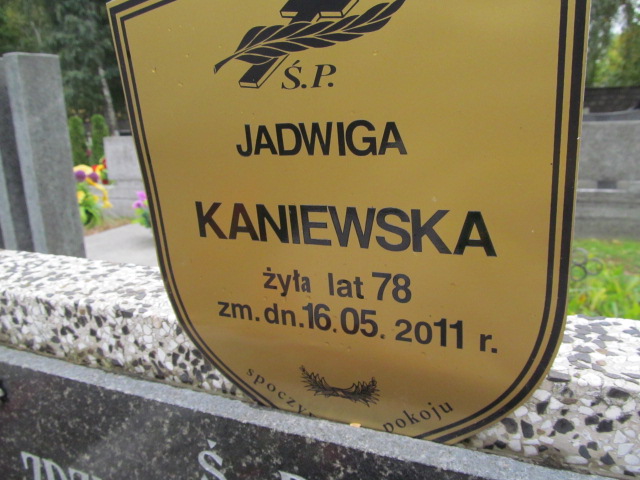 Ś.P.
JADWIGA
KANIEWSKA
żyła lat 78
zm. dn. 16.05. 2011 r.
pokoju
Ś